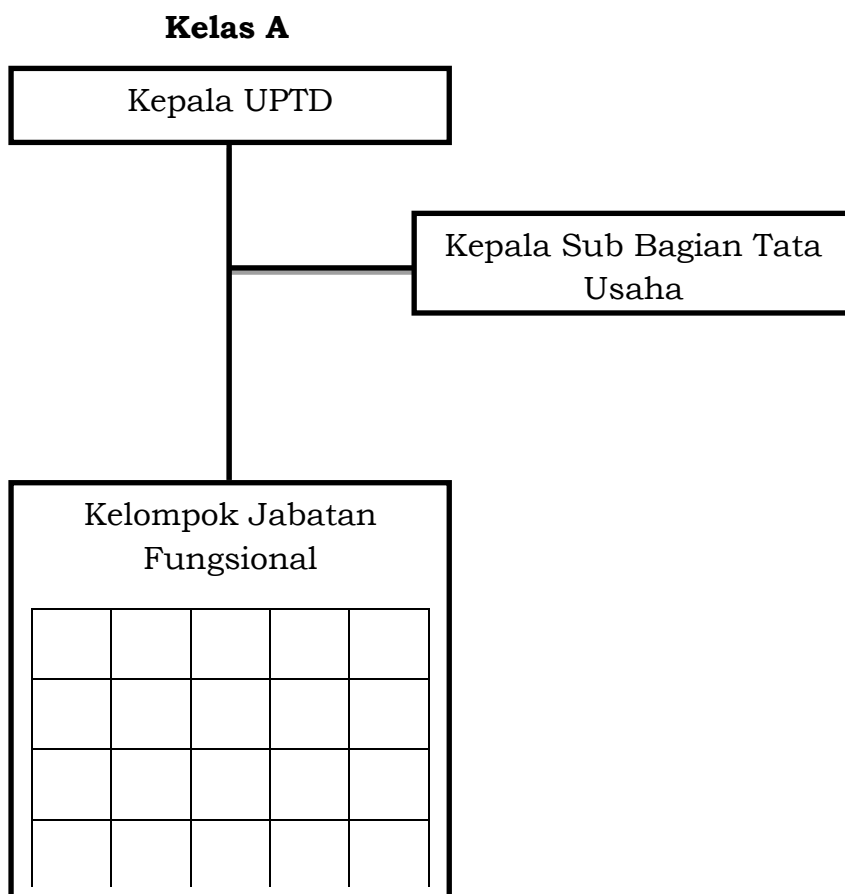 Kelas A
Kepala UPTD
Kepala Sub Bagian Tata
Usaha
Kelompok Jabatan
Fungsional